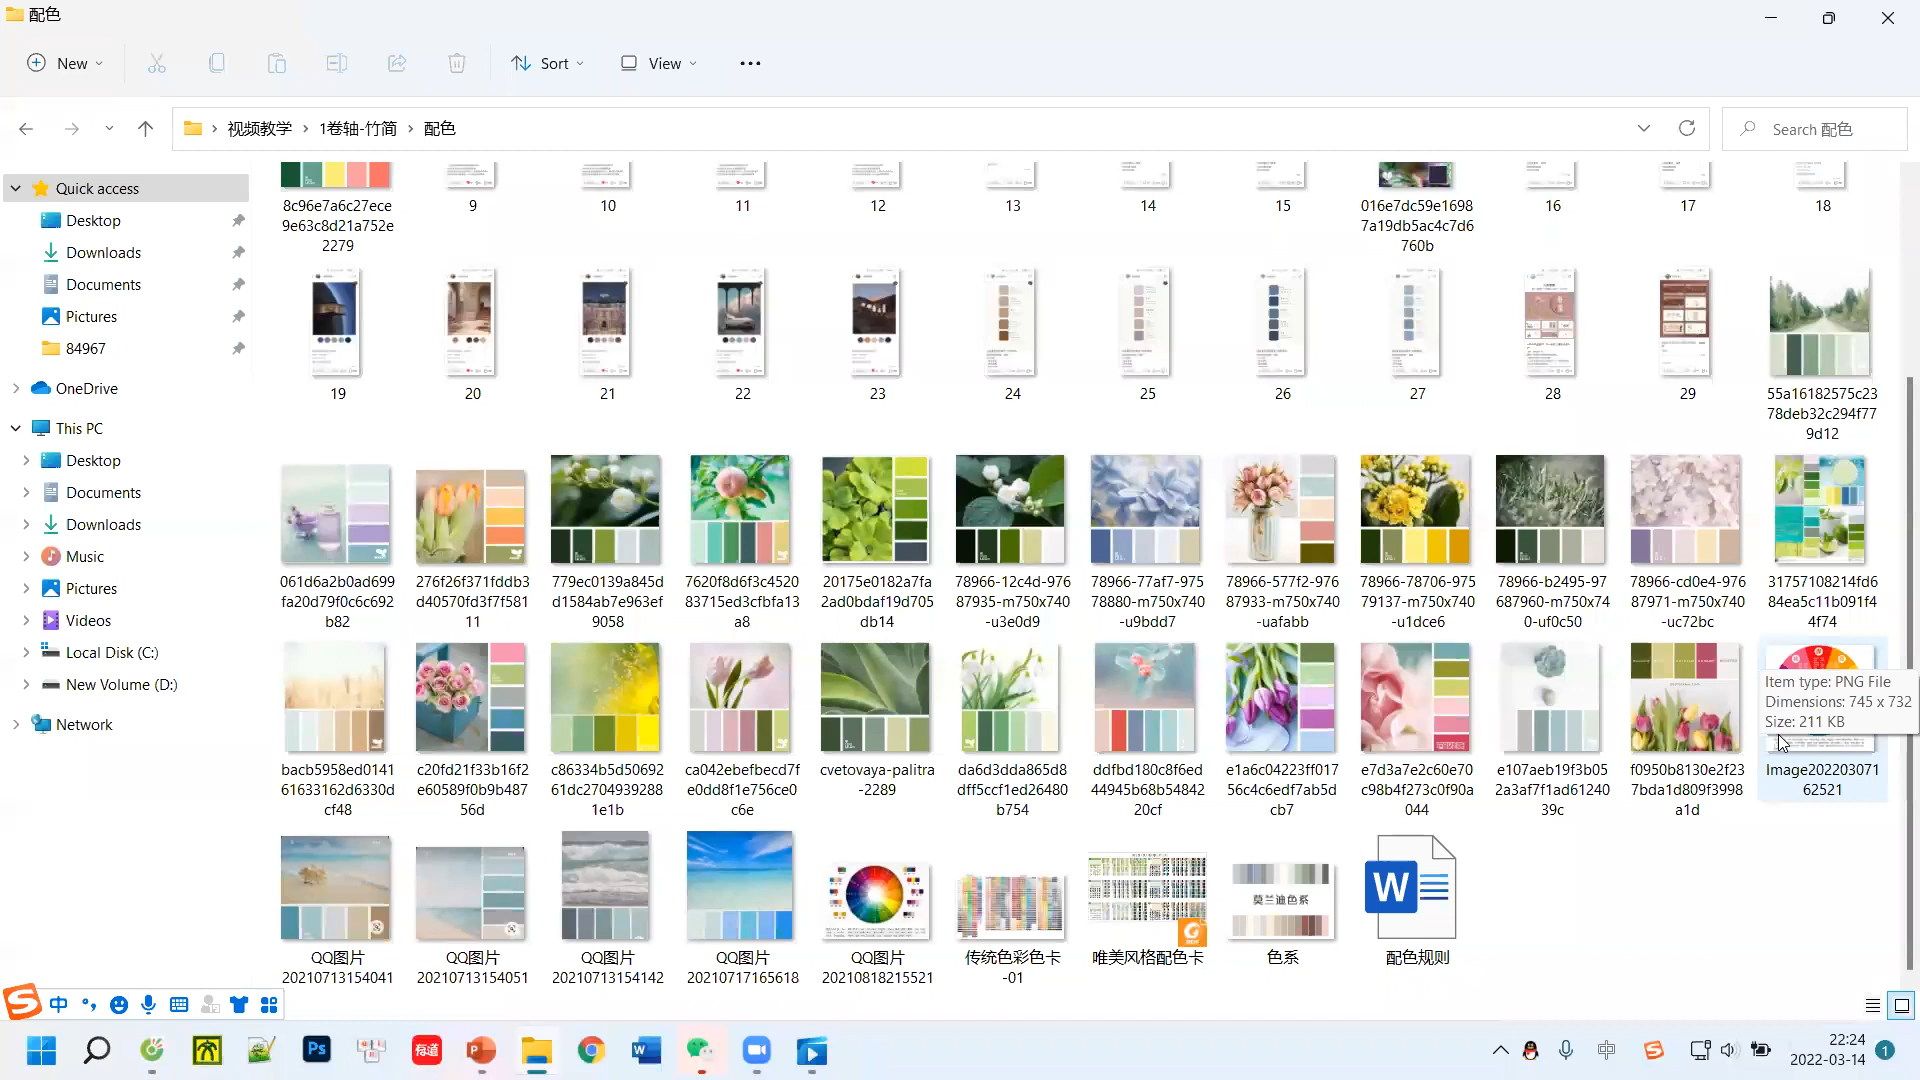 配色
New
Sort
View
视频教学
1卷轴-竹简
配色
Search 配色
Quick access
Desktop
Downloads
Documents
Pictures
84967
OneDrive
This PC
Desktop
Documents
Downloads
Music
Pictures
Videos
Local Disk (C:)
New Volume (D:)
Network
8c96e7a6c27ece
9e63c8d21a752e
2279
9
10
11
12
13
14
15
016e7dc59e1698
7a19db5ac4c7d6
760b
16
17
18
19
20
21
22
23
24
25
26
27
28
29
55a16182575c23
78deb32c294f77
9d12
061d6a2b0ad699
fa20d79f0c6c692
b82
276f26f371fddb3
d40570fd3f7f581
11
779ec0139a845d
d1584ab7e963ef
9058
7620f8d6f3c4520
83715ed3cfbfa13
a8
20175e0182a7fa
2ad0bdaf19d705
db14
78966-12c4d-976
87935-m750x740
-u3e0d9
78966-77af7-975
78880-m750x740
-u9bdd7
78966-577f2-976
87933-m750x740
-uafabb
78966-78706-975
79137-m750x740
-u1dce6
78966-b2495-97
687960-m750x74
0-uf0c50
78966-cd0e4-976
87971-m750x740
-uc72bc
31757108214fd6
84ea5c11b091f4
4f74
bacb5958ed0141
61633162d6330d
cf48
c20fd21f33b16f2
e60589f0b9b487
56d
c86334b5d50692
61dc2704939288
1e1b
ca042ebefbecd7f
e0dd8f1e756ce0
c6e
cvetovaya-palitra
-2289
da6d3dda865d8
dff5ccf1ed26480
b754
ddfbd180c8f6ed
44945b68b54842
20cf
e1a6c04223ff017
56c4c6edf7ab5d
cb7
e7d3a7e2c60e70
c98b4f273c0f90a
044
e107aeb19f3b05
2a3af7f1ad61240
39c
f0950b8130e2f23
7bda1d809f3998
a1d
Item type: PNG File
Dimensions: 745 x 732
Size: 211 KB
Image202203071
62521
QQ图片
20210713154041
QQ图片
20210713154051
QQ图片
20210713154142
QQ图片
20210717165618
QQ图片
20210818215521
传统色彩色卡
-01
唯美风格配色卡
莫兰迪色系
色系
W
配色规则
中
Ps
有道
中
22:24
2022-03-14
1